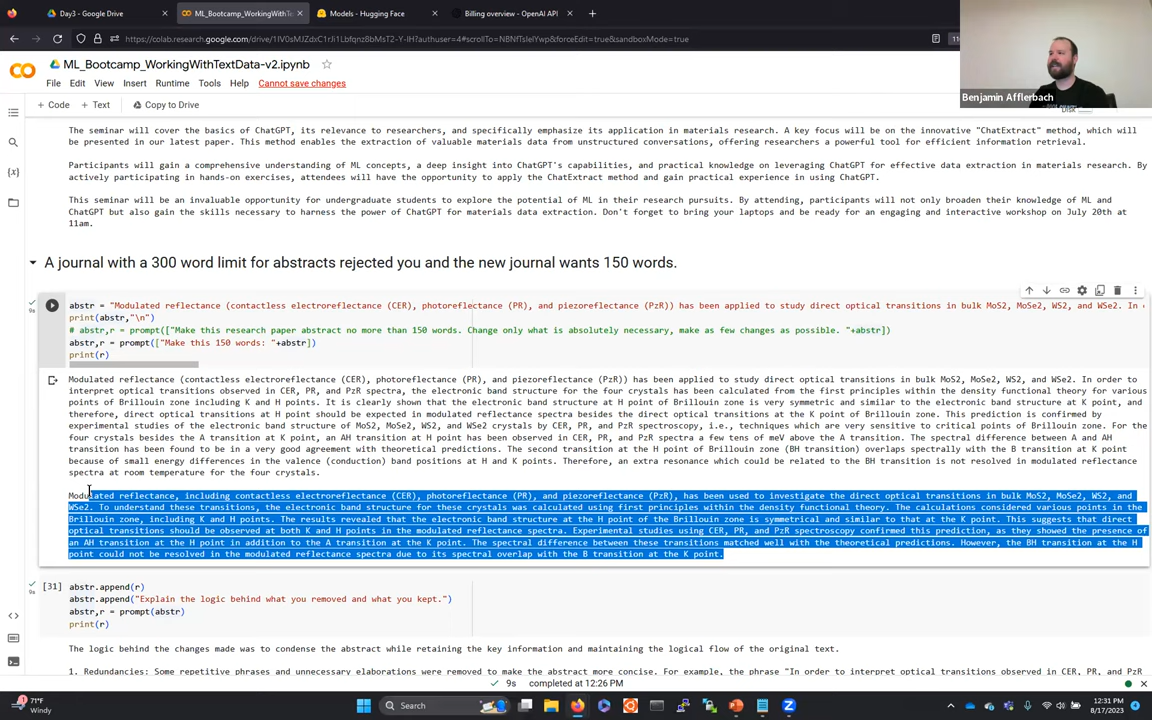 Day3 - Google Drive
ML_Bootcamp_WorkingWithTextD
Models - Hugging Face
Billing overview - OpenAI API
https://colab.research.google.com/drive/1IV0sMJZdxC1rJi1Lbfqnz8bMsT2-Y-IH?authuser=4#scrollTo=NBNfTsIelYwp&forceEdit=true&sandboxMode=true
Benjamin Afflerbach
ML_Bootcamp_WorkingWithTextData-v2.ipynb
File Edit View Insert Runtime Tools Help Cannot save changes
+ Code + Text Copy to Drive
Disk
The seminar will cover the basics of ChatGPT, its relevance to researchers, and specifically emphasize its application in materials research. A key focus will be on the innovative "ChatExtract" method, which will
be presented in our latest paper. This method enables the extraction of valuable materials data from unstructured conversations, offering researchers a powerful tool for efficient information retrieval.
Participants will gain a comprehensive understanding of ML concepts, a deep insight into ChatGPT's capabilities, and practical knowledge on leveraging ChatGPT for effective data extraction in materials research. By
actively participating in hands-on exercises, attendees will have the opportunity to apply the ChatExtract method and gain practical experience in using ChatGPT.
This seminar will be an invaluable opportunity for undergraduate students to explore the potential of ML in their research pursuits. By attending, participants will not only broaden their knowledge of ML and
ChatGPT but also gain the skills necessary to harness the power of ChatGPT for materials data extraction. Don't forget to bring your laptops and be ready for an engaging and interactive workshop on July 20th at
11am.
A journal with a 300 word limit for abstracts rejected you and the new journal wants 150 words.
abstr = "Modulated reflectance (contactless electroreflectance (CER), photoreflectance (PR), and piezoreflectance (PzR)) has been applied to study direct optical transitions in bulk MoS2, MoSe2, WS2, and WSe2. In
print(abstr,"\n")
# abstr,r = prompt(["Make this research paper abstract no more than 150 words. Change only what is absolutely necessary, make as few changes as possible. "+abstr])
abstr,r = prompt(["Make this 150 words: "+abstr])
print(r)
9s
Modulated reflectance (contactless electroreflectance (CER), photoreflectance (PR), and piezoreflectance (PzR)) has been applied to study direct optical transitions in bulk MoS2, MoSe2, WS2, and WSe2. In order to
interpret optical transitions observed in CER, PR, and PzR spectra, the electronic band structure for the four crystals has been calculated from the first principles within the density functional theory for various
points of Brillouin zone including K and H points. It is clearly shown that the electronic band structure at H point of Brillouin zone is very symmetric and similar to the electronic band structure at K point, and
therefore, direct optical transitions at H point should be expected in modulated reflectance spectra besides the direct optical transitions at the K point of Brillouin zone. This prediction is confirmed by
experimental studies of the electronic band structure of MoS2, MoSe2, WS2, and WSe2 crystals by CER, PR, and PzR spectroscopy, i.e., techniques which are very sensitive to critical points of Brillouin zone. For the
four crystals besides the A transition at K point, an AH transition at H point has been observed in CER, PR, and PzR spectra a few tens of meV above the A transition. The spectral difference between A and AH
transition has been found to be in a very good agreement with theoretical predictions. The second transition at the H point of Brillouin zone (BH transition) overlaps spectrally with the B transition at K point
because of small energy differences in the valence (conduction) band positions at H and K points. Therefore, an extra resonance which could be related to the BH transition is not resolved in modulated reflectance
spectra at room temperature for the four crystals.
Modulated reflectance, including contactless electroreflectance (CER), photoreflectance (PR), and piezoreflectance (PzR), has been used to investigate the direct optical transitions in bulk MoS2, MoSe2, WS2, and
WSe2. To understand these transitions, the electronic band structure for these crystals was calculated using first principles within the density functional theory. The calculations considered various points in the
Brillouin zone, including K and H points. The results revealed that the electronic band structure at the H point of the Brillouin zone is symmetrical and similar to that at the K point. This suggests that direct
optical transitions should be observed at both K and H points in the modulated reflectance spectra. Experimental studies using CER, PR, and PzR spectroscopy confirmed this prediction, as they showed the presence of
an AH transition at the H point in addition to the A transition at the K point. The spectral difference between these transitions matched well with the theoretical predictions. However, the BH transition at the H
point could not be resolved in the modulated reflectance spectra due to its spectral overlap with the B transition at the K point.
[31] abstr.append(r)
9s
abstr.append("Explain the logic behind what you removed and what you kept.")
abstr,r = prompt(abstr)
print(r)
The logic behind the changes made was to condense the abstract while retaining the key information and maintaining the logical flow of the original text.
1. Redundancies: Some repetitive phrases and unnecessary elaborations were removed to make the abstract more concise. For example, the phrase "In order to interpret optical transitions observed in CER, PR, and PzR
9s completed at 12:26 PM
71°F
Windy
Search
12:31 PM
8/17/2023